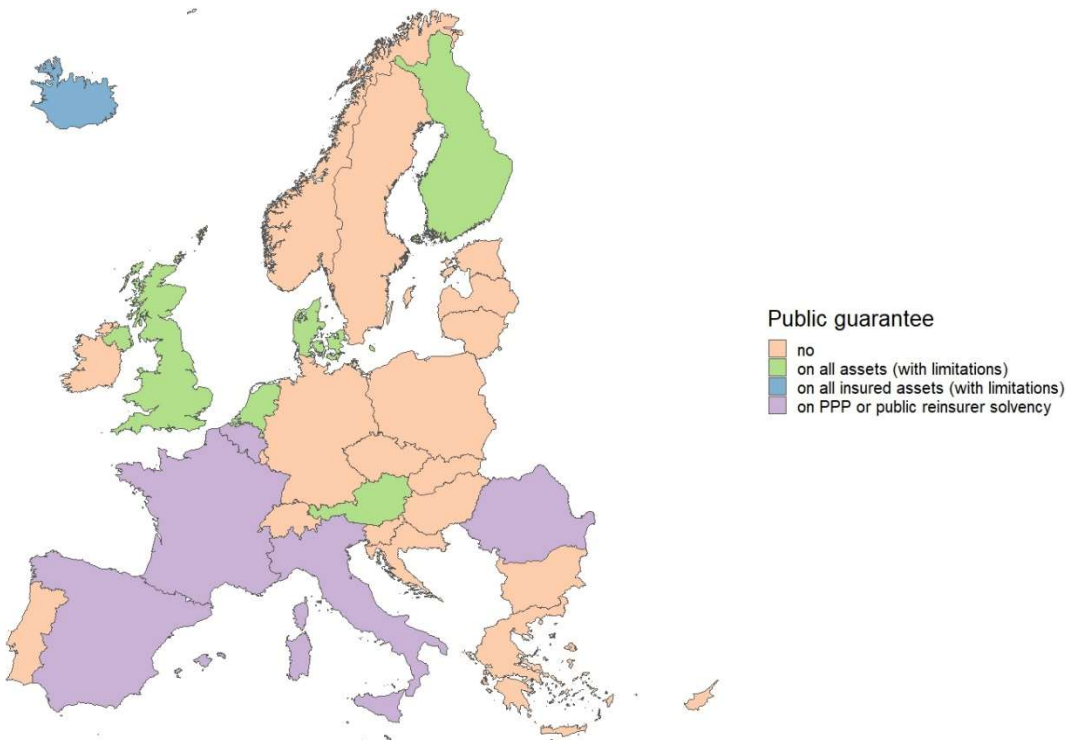 Public guarantee
no
on all assets (with limitations)
on all insured assets (with limitations)
on PPP or public reinsurer solvency